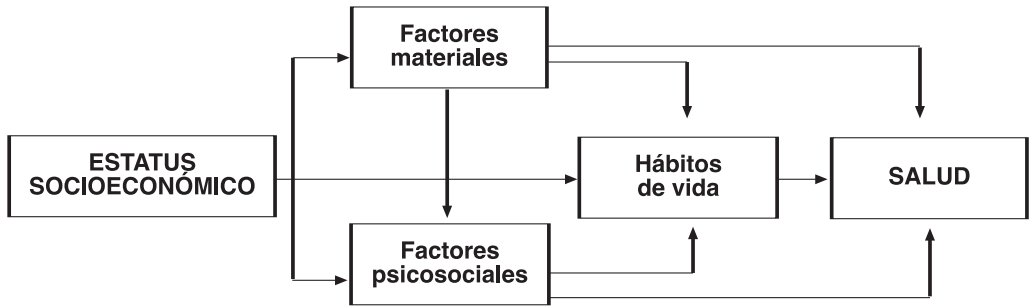 Factores
materiales
ESTATUS
SOCIOECONÓMICO
Hábitos
de vida
SALUD
Factores
psicosociales